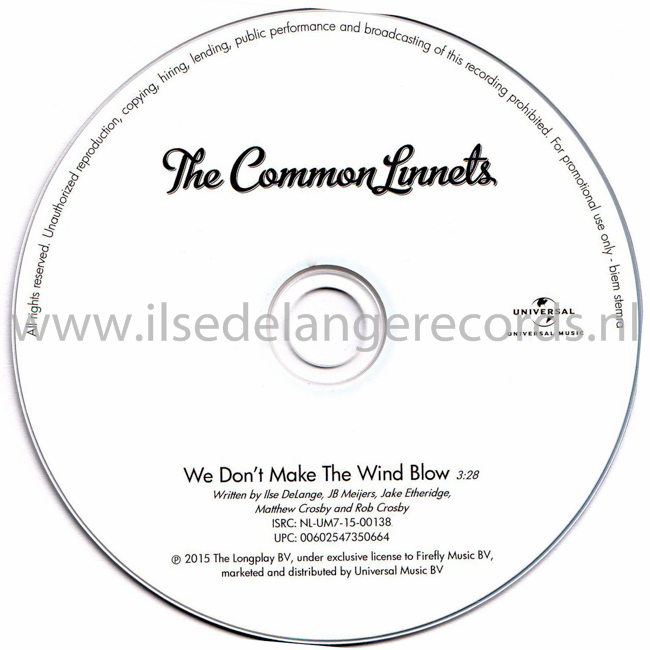 All rights reserved. Unauthorized reproduction, copying, hiring, lending, public performance and broadcasting of this recording prohibited. For promotional use only - biem stemra
The Common Linnets
www.ilsedelangerecords.nl
UNIVERSAL
UNIVERSAL MUSIC
We Don't Make The Wind Blow 3:28
Written by Ilse DeLange, JB Meijers, Jake Etheridge,
Matthew Crosby and Rob Crosby
ISRC: NL-UM7-15-00138
UPC: 00602547350664
℗ 2015 The Longplay BV, under exclusive license to Firefly Music BV,
marketed and distributed by Universal Music BV